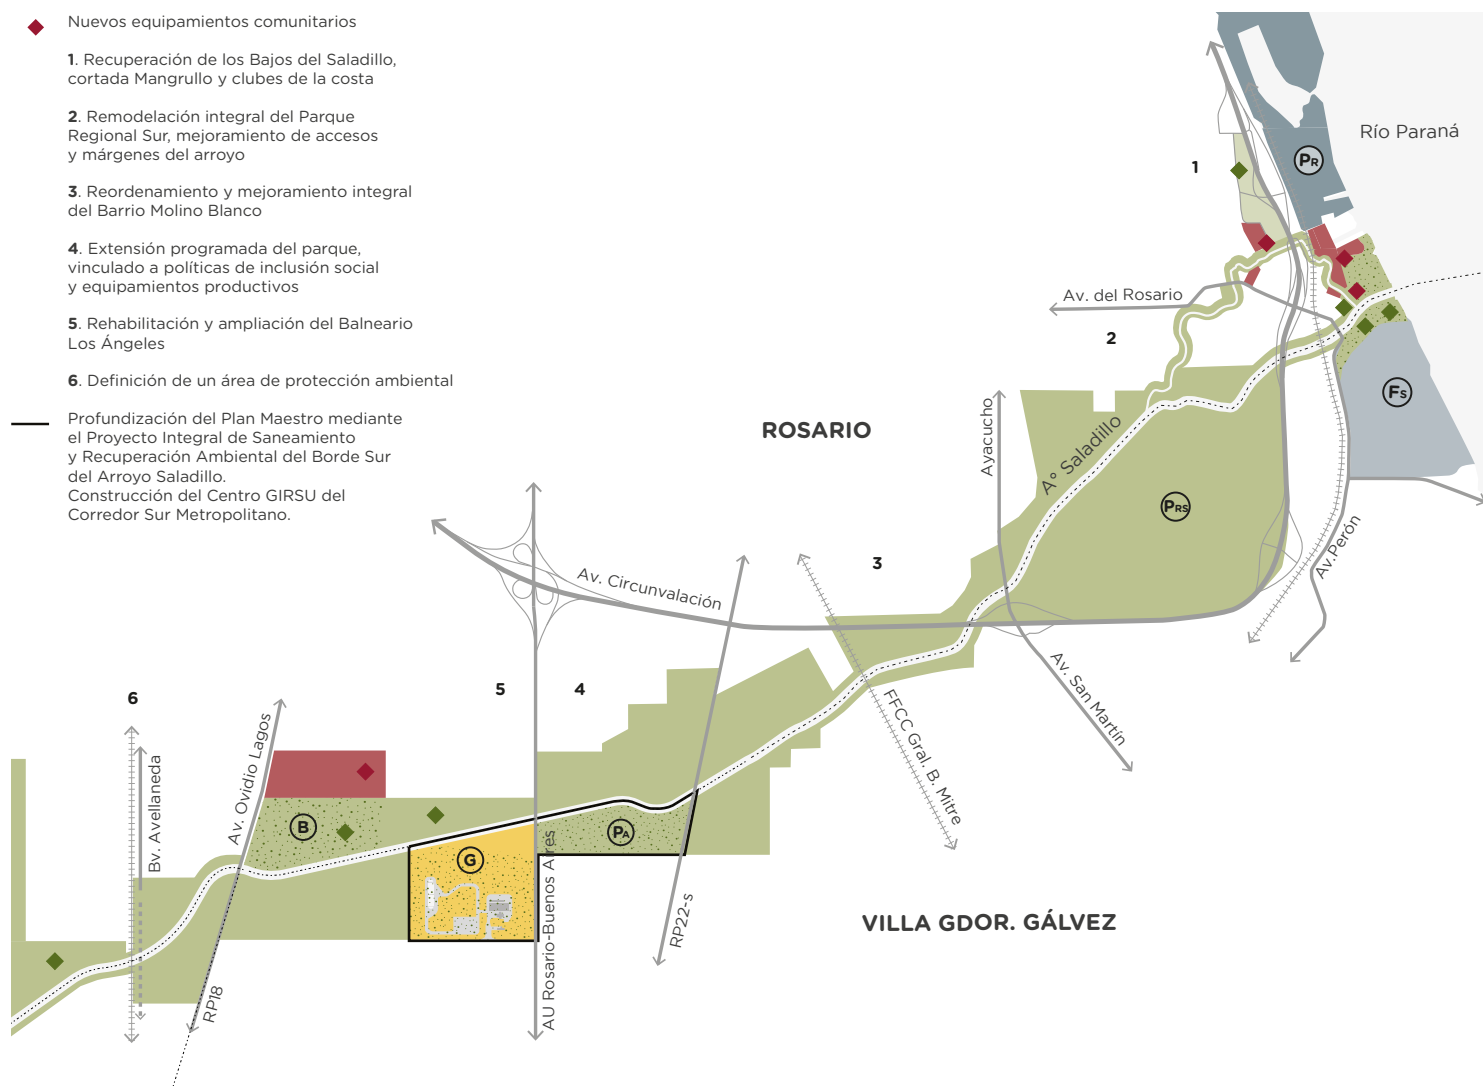 Nuevos equipamientos comunitarios
1. Recuperación de los Bajos del Saladillo,
cortada Mangrullo y clubes de la costa
2. Remodelación integral del Parque
Regional Sur, mejoramiento de accesos
y márgenes del arroyo
3. Reordenamiento y mejoramiento integral
del Barrio Molino Blanco
4. Extensión programada del parque,
vinculado a políticas de inclusión social
y equipamientos productivos
5. Rehabilitación y ampliación del Balneario
Los Ángeles
6. Definición de un área de protección ambiental
Profundización del Plan Maestro mediante
el Proyecto Integral de Saneamiento
y Recuperación Ambiental del Borde Sur
del Arroyo Saladillo.
Construcción del Centro GIRSU del
Corredor Sur Metropolitano.
Río Paraná
PR
1
Av. del Rosario
2
FS
ROSARIO
Ayacucho
A° Saladillo
PRS
Av.Perón
3
Av. Circunvalación
Av. San Martín
FFCC Gral. B. Mitre
6
5
4
Av. Ovidio Lagos
Bv. Avellaneda
B
PA
G
AU Rosario-Buenos Aires
RP22-s
RP18
VILLA GDOR. GÁLVEZ